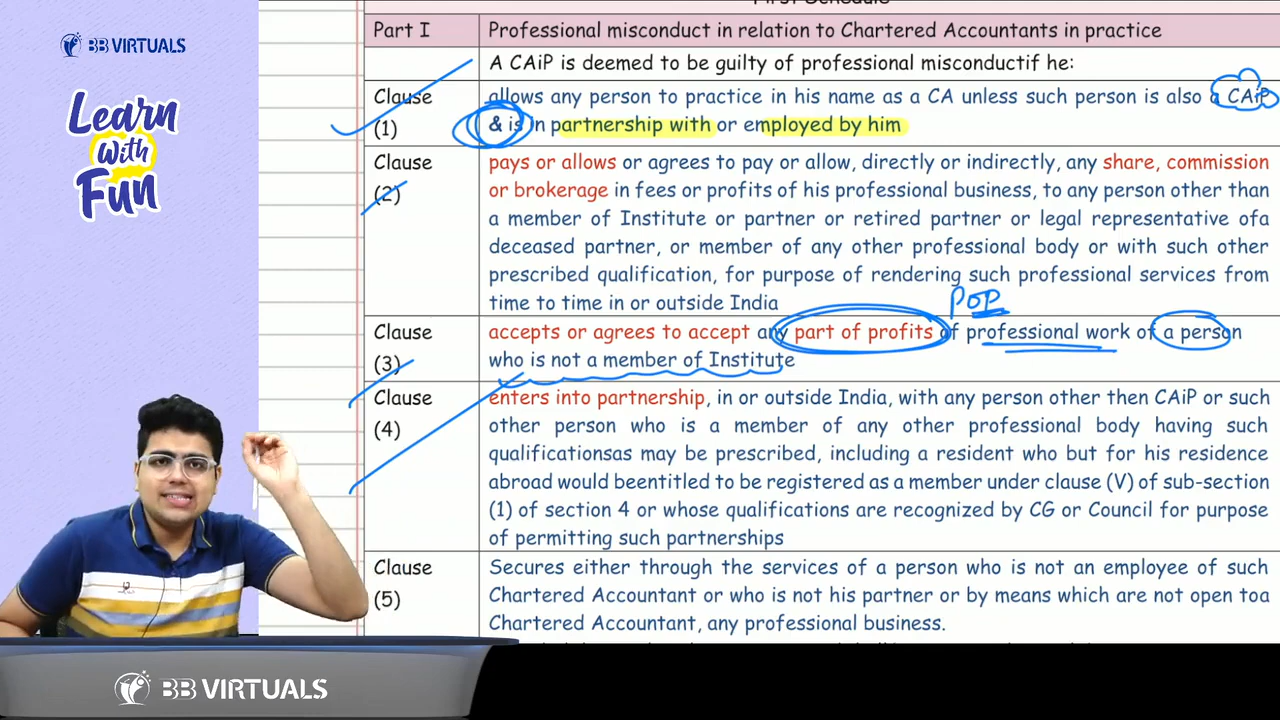 First Schedule
BB VIRTUALS
Learn
With
Fun
Part I
Professional misconduct in relation to Chartered Accountants in practice
A CAiP is deemed to be guilty of professional misconductif he:
Clause
(1)
allows any person to practice in his name as a CA unless such person is also a CAiP
& is in partnership with or employed by him
Clause
(2)
pays or allows or agrees to pay or allow, directly or indirectly, any share, commission
or brokerage in fees or profits of his professional business, to any person other than
a member of Institute or partner or retired partner or legal representative ofa
deceased partner, or member of any other professional body or with such other
prescribed qualification, for purpose of rendering such professional services from
time to time in or outside India
POP
Clause
(3)
accepts or agrees to accept any part of profits of professional work of a person
who is not a member of Institute
Clause
(4)
enters into partnership, in or outside India, with any person other then CAiP or such
other person who is a member of any other professional body having such
qualificationsas may be prescribed, including a resident who but for his residence
abroad would beentitled to be registered as a member under clause (V) of sub-section
(1) of section 4 or whose qualifications are recognized by CG or Council for purpose
of permitting such partnerships
Clause
(5)
Secures either through the services of a person who is not an employee of such
Chartered Accountant or who is not his partner or by means which are not open toa
Chartered Accountant, any professional business.
BB VIRTUALS